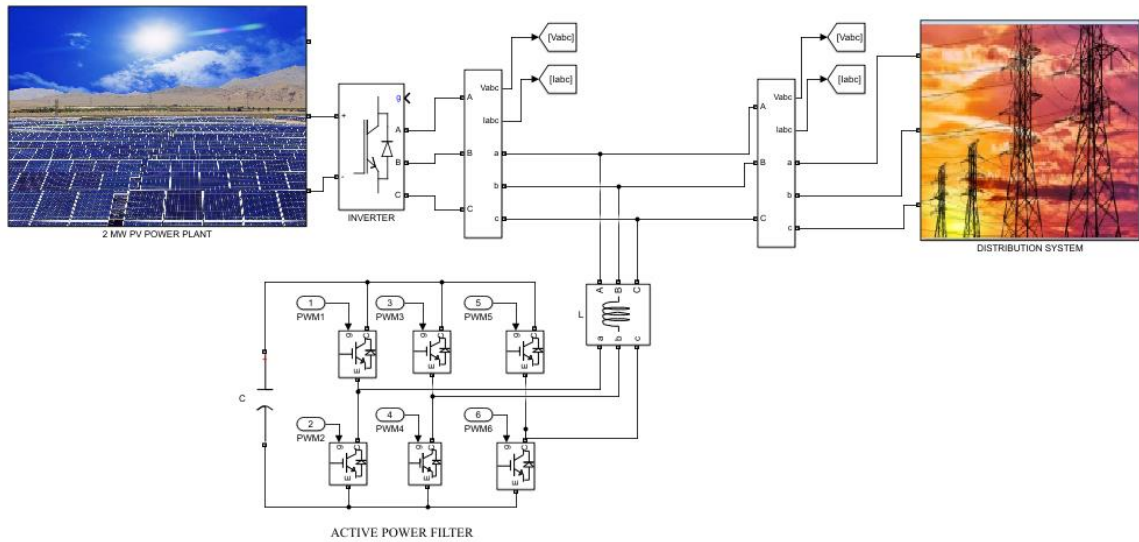 [Vabc]
[Iabc]
[Vabc]
[Iabc]
g
+
-
A
B
C
INVERTER
2 MW PV POWER PLANT
A
B
C
Vabc
Iabc
a
b
c
A
B
C
Vabc
Iabc
a
b
c
DISTRIBUTION SYSTEM
A B C
L
a b c
1
PWM1
3
PWM3
5
PWM5
g C
E
g C
E
g C
E
+
C
2
PWM2
4
PWM4
6
PWM6
g C
E
g C
E
g C
E
ACTIVE POWER FILTER